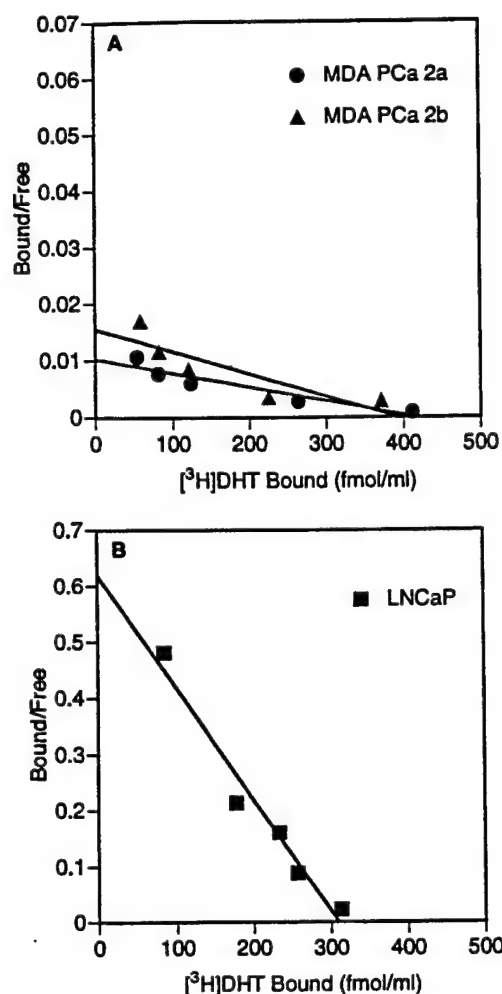 A
0.07
0.06
0.05
0.04
0.03
0.02
0.01
0
Bound/Free
● MDA PCa 2a
▲ MDA PCa 2b
0 100 200 300 400 500
[³H]DHT Bound (fmol/ml)
B
0.7
0.6
0.5
0.4
0.3
0.2
0.1
0
Bound/Free
■ LNCaP
0 100 200 300 400 500
[³H]DHT Bound (fmol/ml)